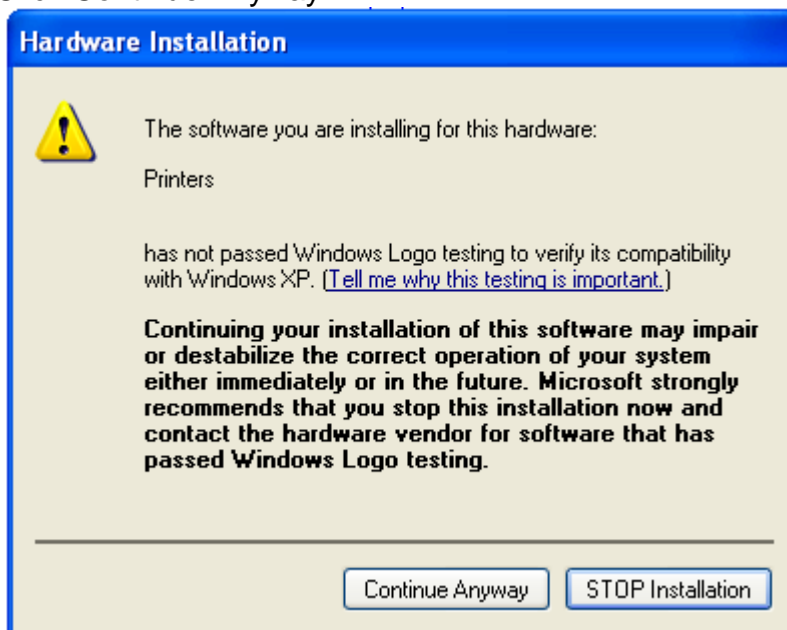 Hardware Installation
The software you are installing for this hardware:
Printers
has not passed Windows Logo testing to verify its compatibility
with Windows XP. (Tell me why this testing is important.)
Continuing your installation of this software may impair
or destabilize the correct operation of your system
either immediately or in the future. Microsoft strongly
recommends that you stop this installation now and
contact the hardware vendor for software that has
passed Windows Logo testing.
Continue Anyway STOP Installation